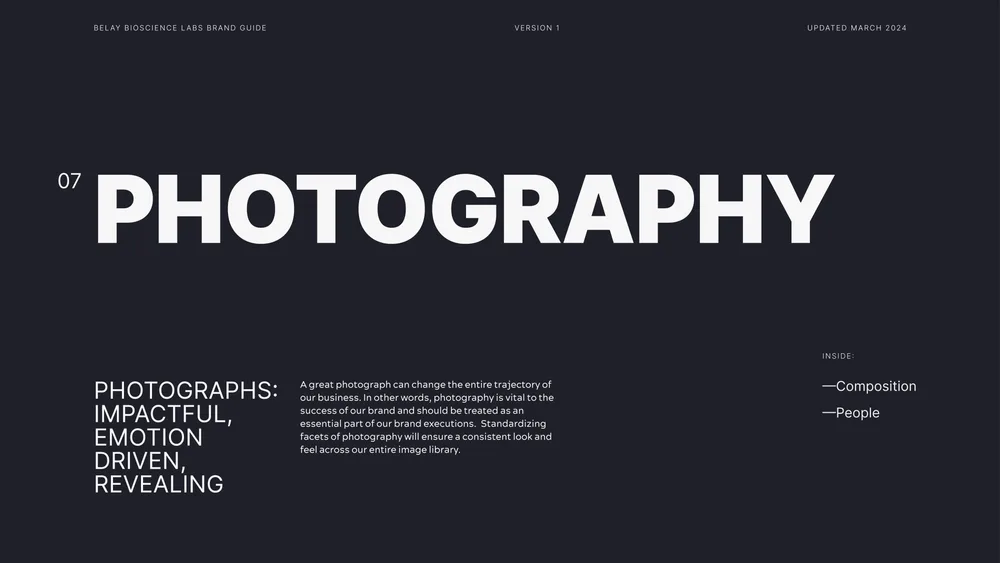 BELAY BIOSCIENCE LABS BRAND GUIDE
VERSION 1
UPDATED MARCH 2024
07
PHOTOGRAPHY
PHOTOGRAPHS:
IMPACTFUL,
EMOTION
DRIVEN,
REVEALING
A great photograph can change the entire trajectory of
our business. In other words, photography is vital to the
success of our brand and should be treated as an
essential part of our brand executions.  Standardizing
facets of photography will ensure a consistent look and
feel across our entire image library.
INSIDE:
—Composition
—People